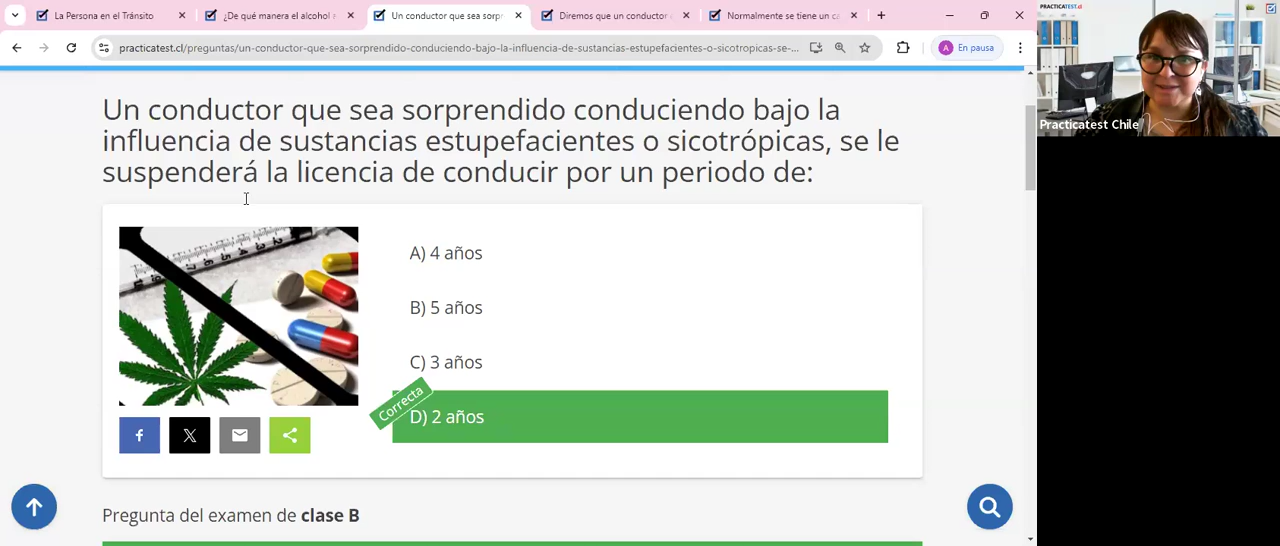 La Persona en el Tránsito
¿De qué manera el alcohol
Un conductor que sea sorpr
Diremos que un conductor
Normalmente se tiene un ca
practicatest.cl/preguntas/un-conductor-que-sea-sorprendido-conduciendo-bajo-la-influencia-de-sustancias-estupefacientes-o-sicotropicas-se-...
A
En pausa
PRACTICATEST.cl
Practicatest Chile
Un conductor que sea sorprendido conduciendo bajo la
influencia de sustancias estupefacientes o sicotrópicas, se le
suspenderá la licencia de conducir por un periodo de:
A) 4 años
B) 5 años
C) 3 años
Correcta
D) 2 años
Pregunta del examen de clase B